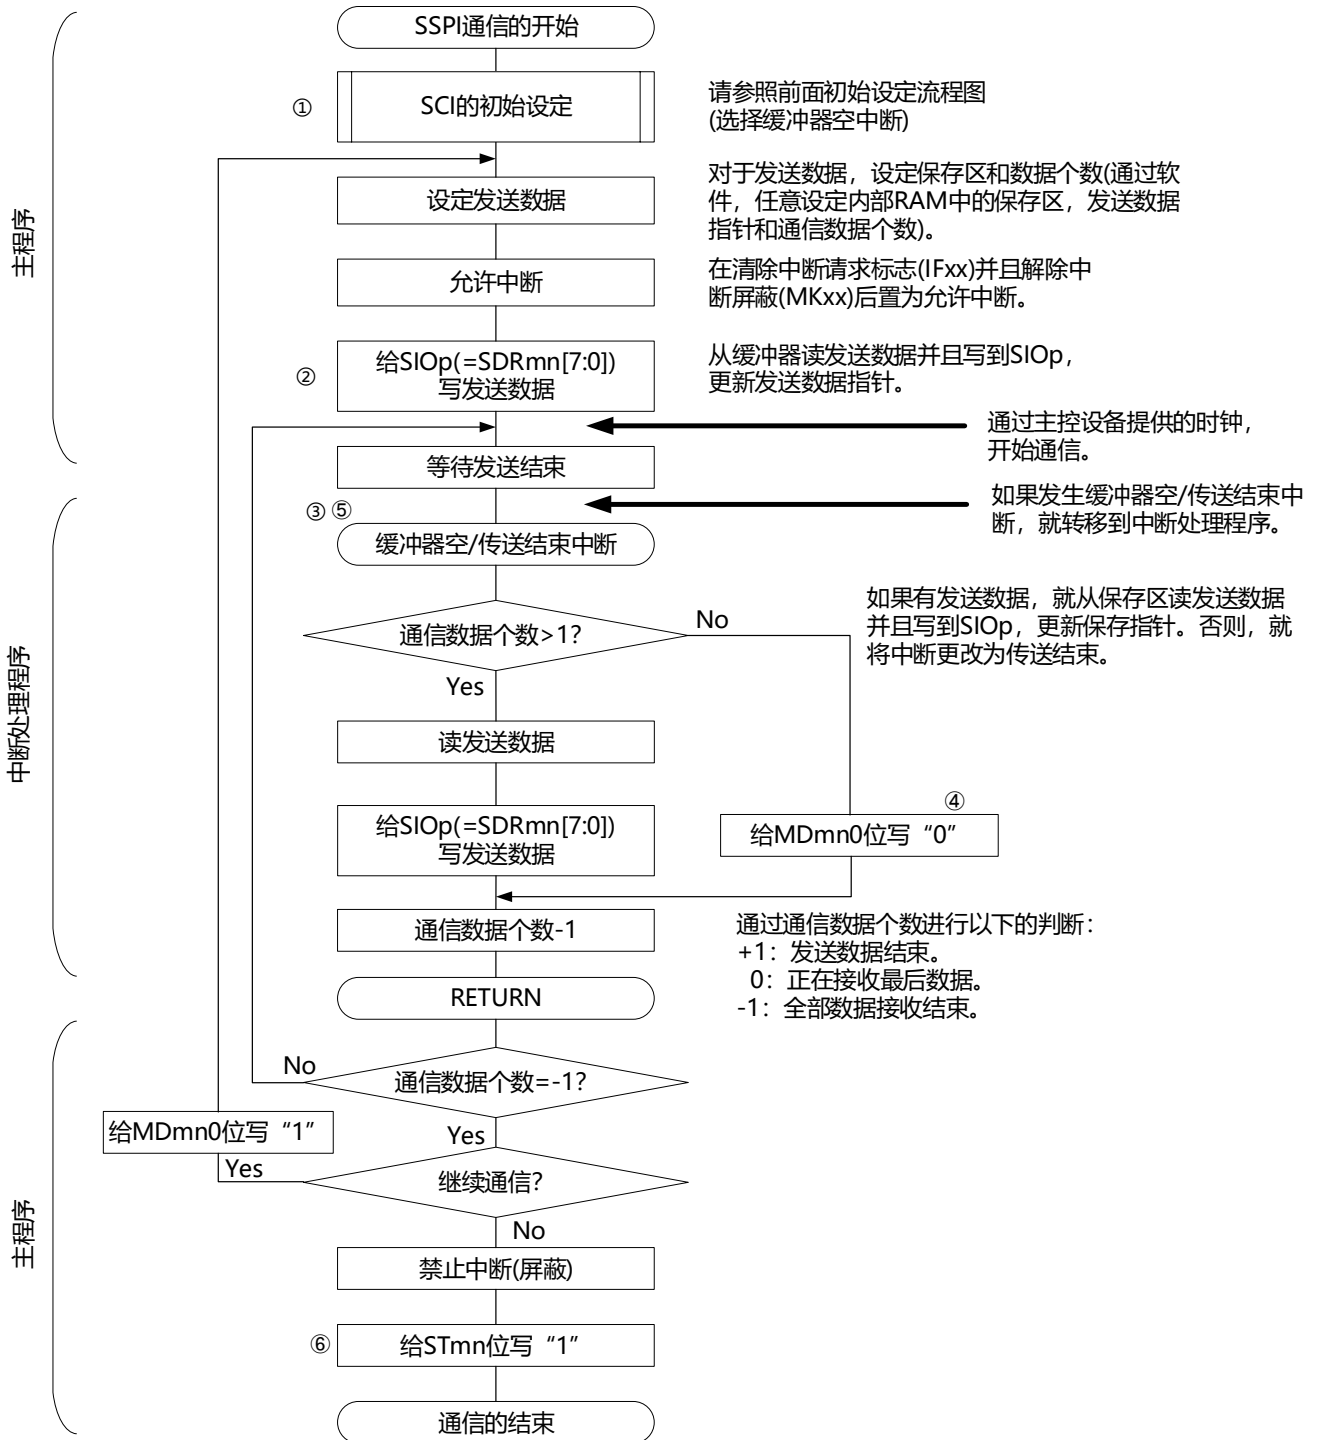 SSPI通信的开始
①
SCI的初始设定
请参照前面初始设定流程图
(选择缓冲器空中断)
设定发送数据
对于发送数据，设定保存区和数据个数(通过软
件，任意设定内部RAM中的保存区，发送数据
指针和通信数据个数)。
主程序
允许中断
在清除中断请求标志(IFxx)并且解除中
断屏蔽(MKxx)后置为允许中断。
②
给SIOp(=SDRmn[7:0])
写发送数据
从缓冲器读发送数据并且写到SIOp，
更新发送数据指针。
通过主控设备提供的时钟，
开始通信。
等待发送结束
③ ⑤
如果发生缓冲器空/传送结束中
断，就转移到中断处理程序。
缓冲器空/传送结束中断
通信数据个数>1?
No
如果有发送数据，就从保存区读发送数据
并且写到SIOp，更新保存指针。否则，就
将中断更改为传送结束。
Yes
中断处理程序
读发送数据
给SIOp(=SDRmn[7:0])
写发送数据
④
给MDmn0位写“0”
通信数据个数-1
通过通信数据个数进行以下的判断：
+1：发送数据结束。
0：正在接收最后数据。
-1：全部数据接收结束。
RETURN
No
通信数据个数=-1?
给MDmn0位写“1”
Yes
Yes
继续通信?
主程序
No
禁止中断(屏蔽)
⑥
给STmn位写“1”
通信的结束